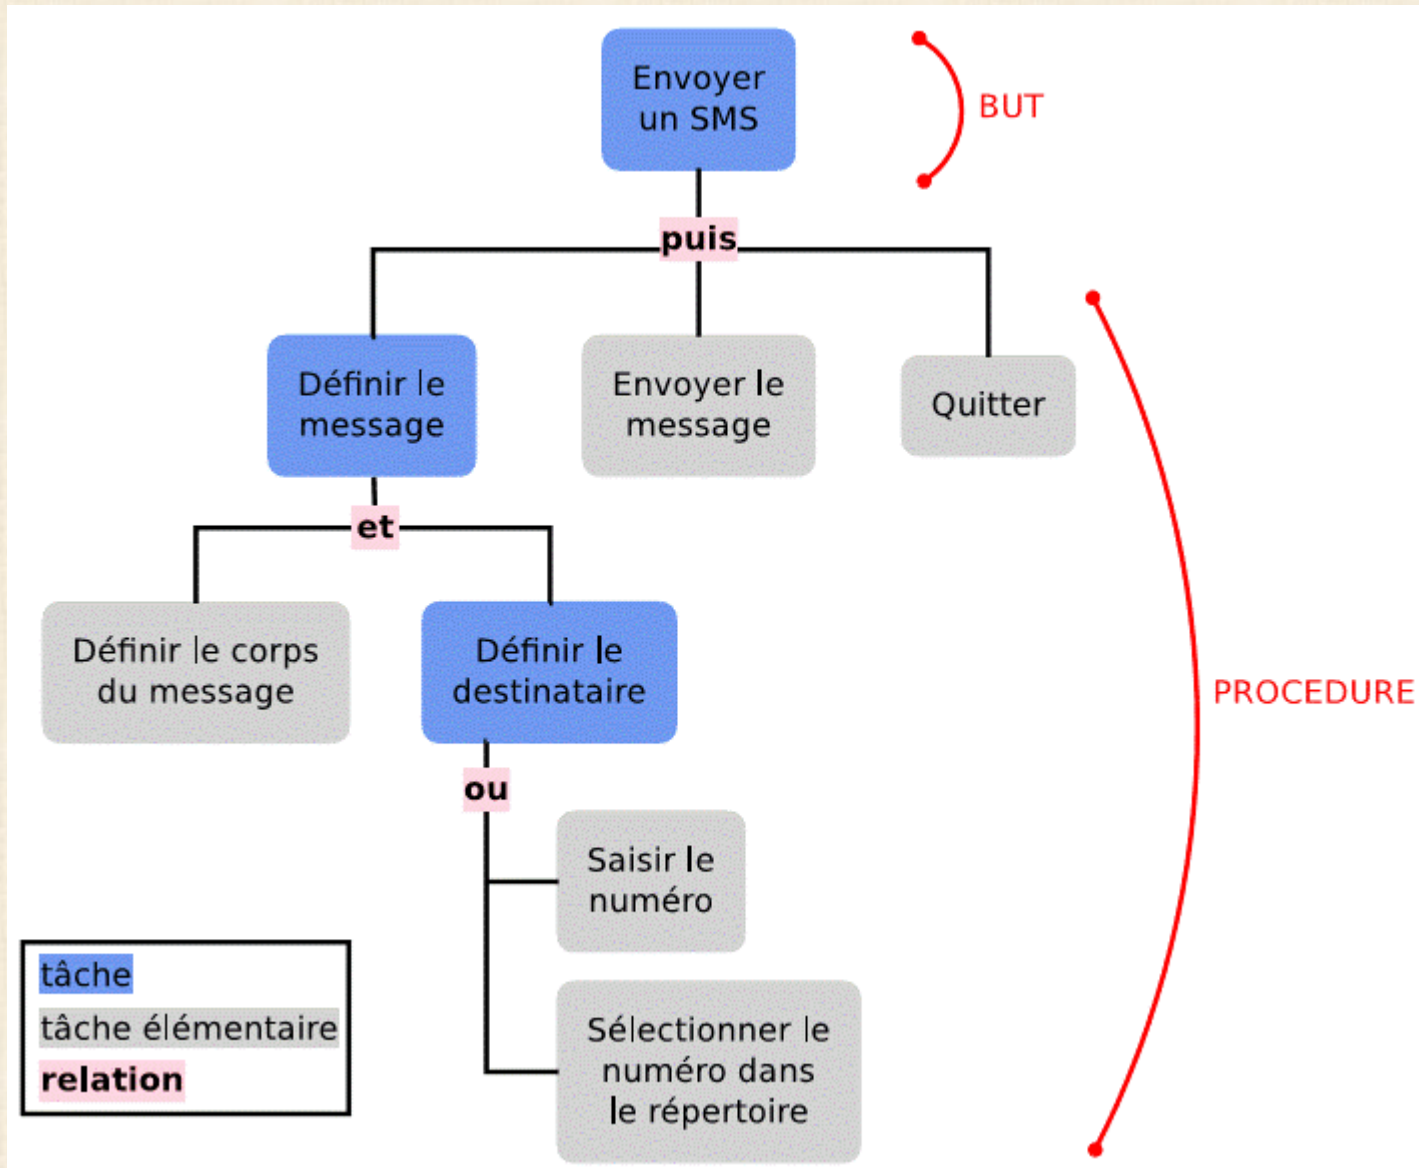 Envoyer
un SMS
BUT
puis
Définir le
message
Envoyer le
message
Quitter
et
Définir le corps
du message
Définir le
destinataire
PROCEDURE
ou
Saisir le
numéro
Sélectionner le
numéro dans
le répertoire
tâche
tâche élémentaire
relation